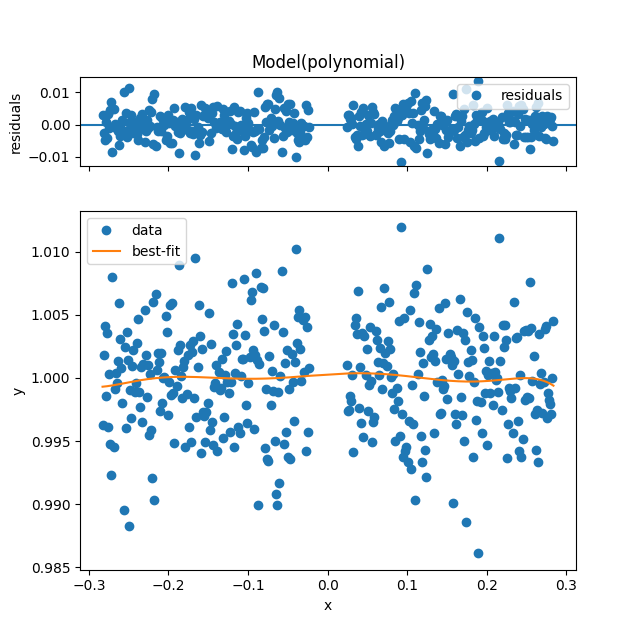 Model(polynomial)
residuals
0.01
0.00
−0.01
residuals
data
best-fit
y
1.010
1.005
1.000
0.995
0.990
0.985
−0.3
−0.2
−0.1
0.0
0.1
0.2
0.3
x